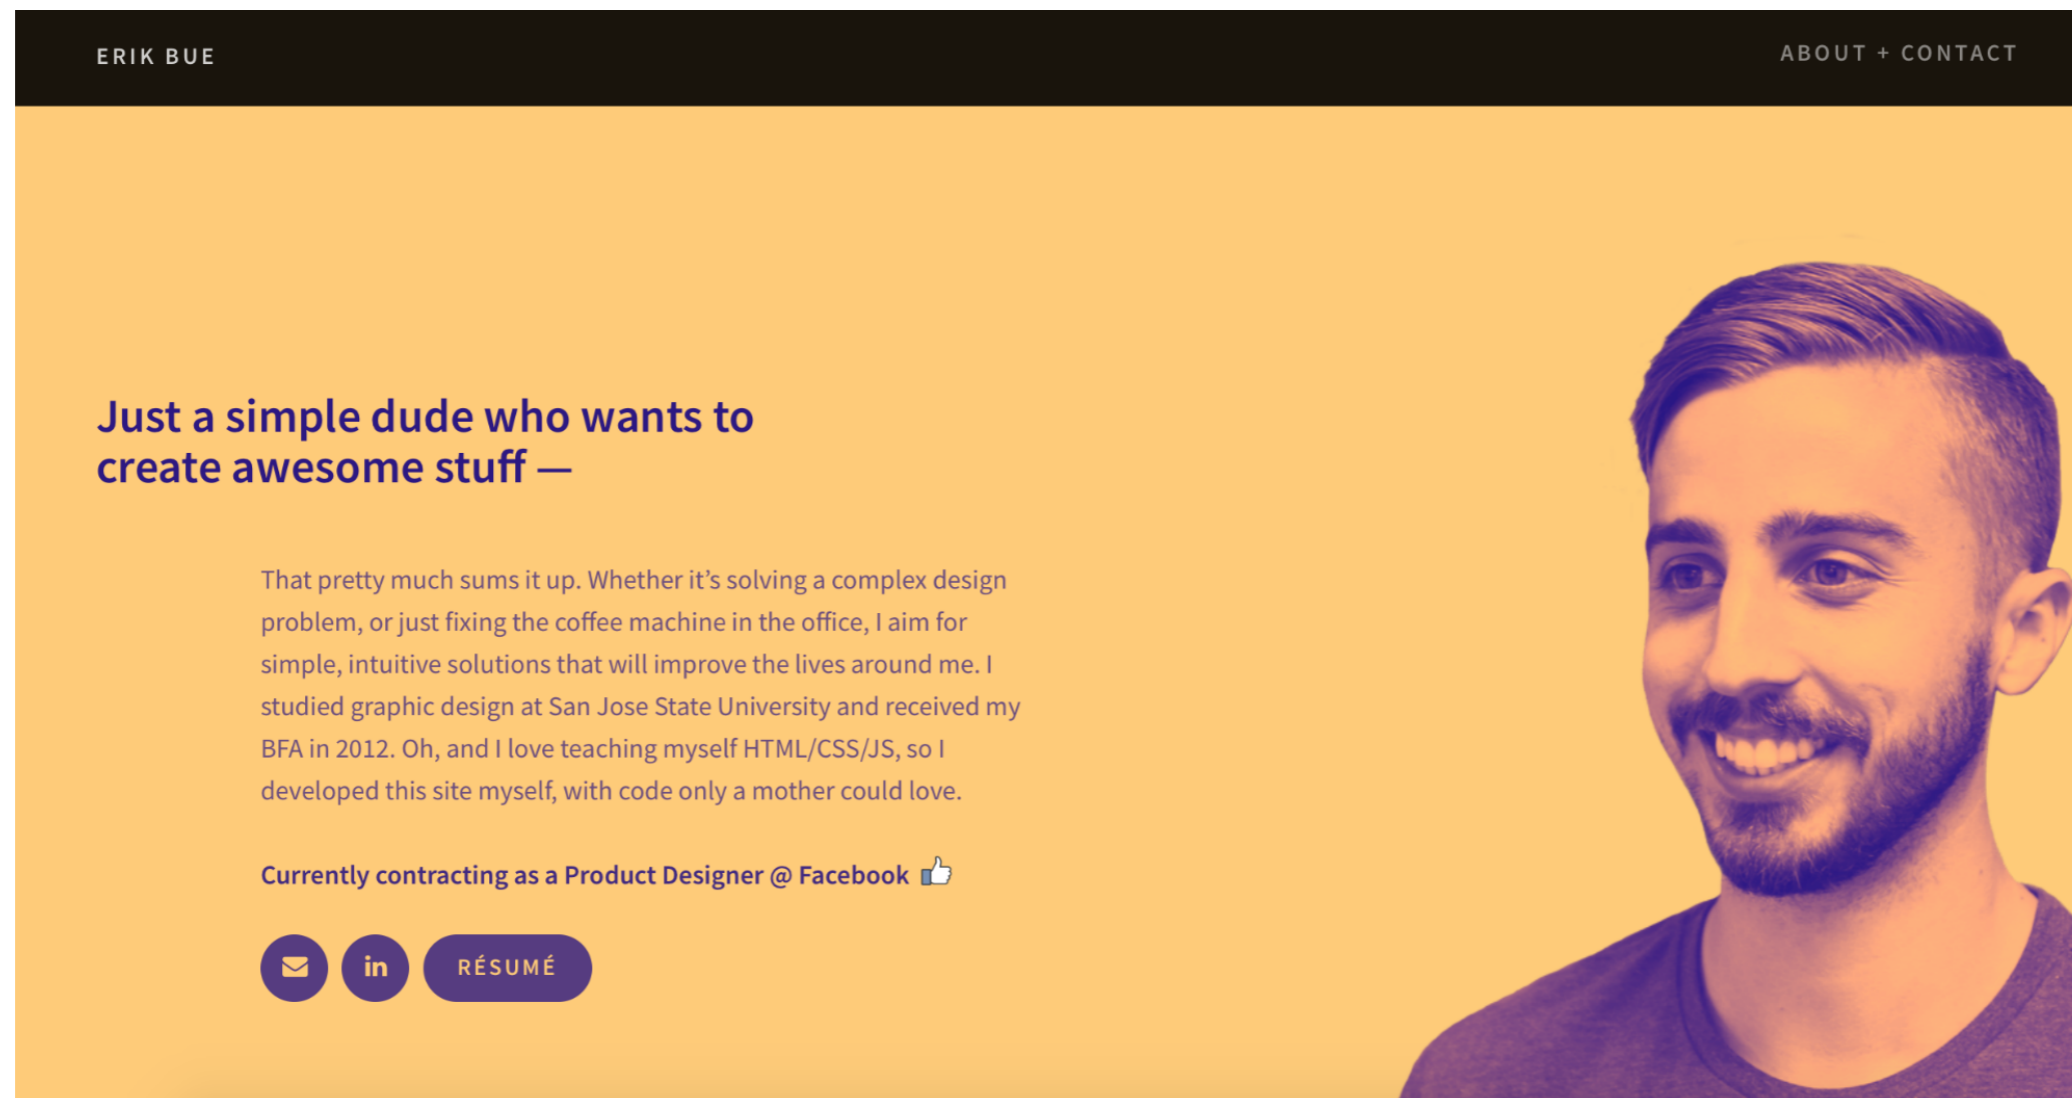 ERIK BUE
ABOUT + CONTACT
Just a simple dude who wants to
create awesome stuff —
That pretty much sums it up. Whether it’s solving a complex design
problem, or just fixing the coffee machine in the office, I aim for
simple, intuitive solutions that will improve the lives around me. I
studied graphic design at San Jose State University and received my
BFA in 2012. Oh, and I love teaching myself HTML/CSS/JS, so I
developed this site myself, with code only a mother could love.
Currently contracting as a Product Designer @ Facebook
in
RÉSUMÉ